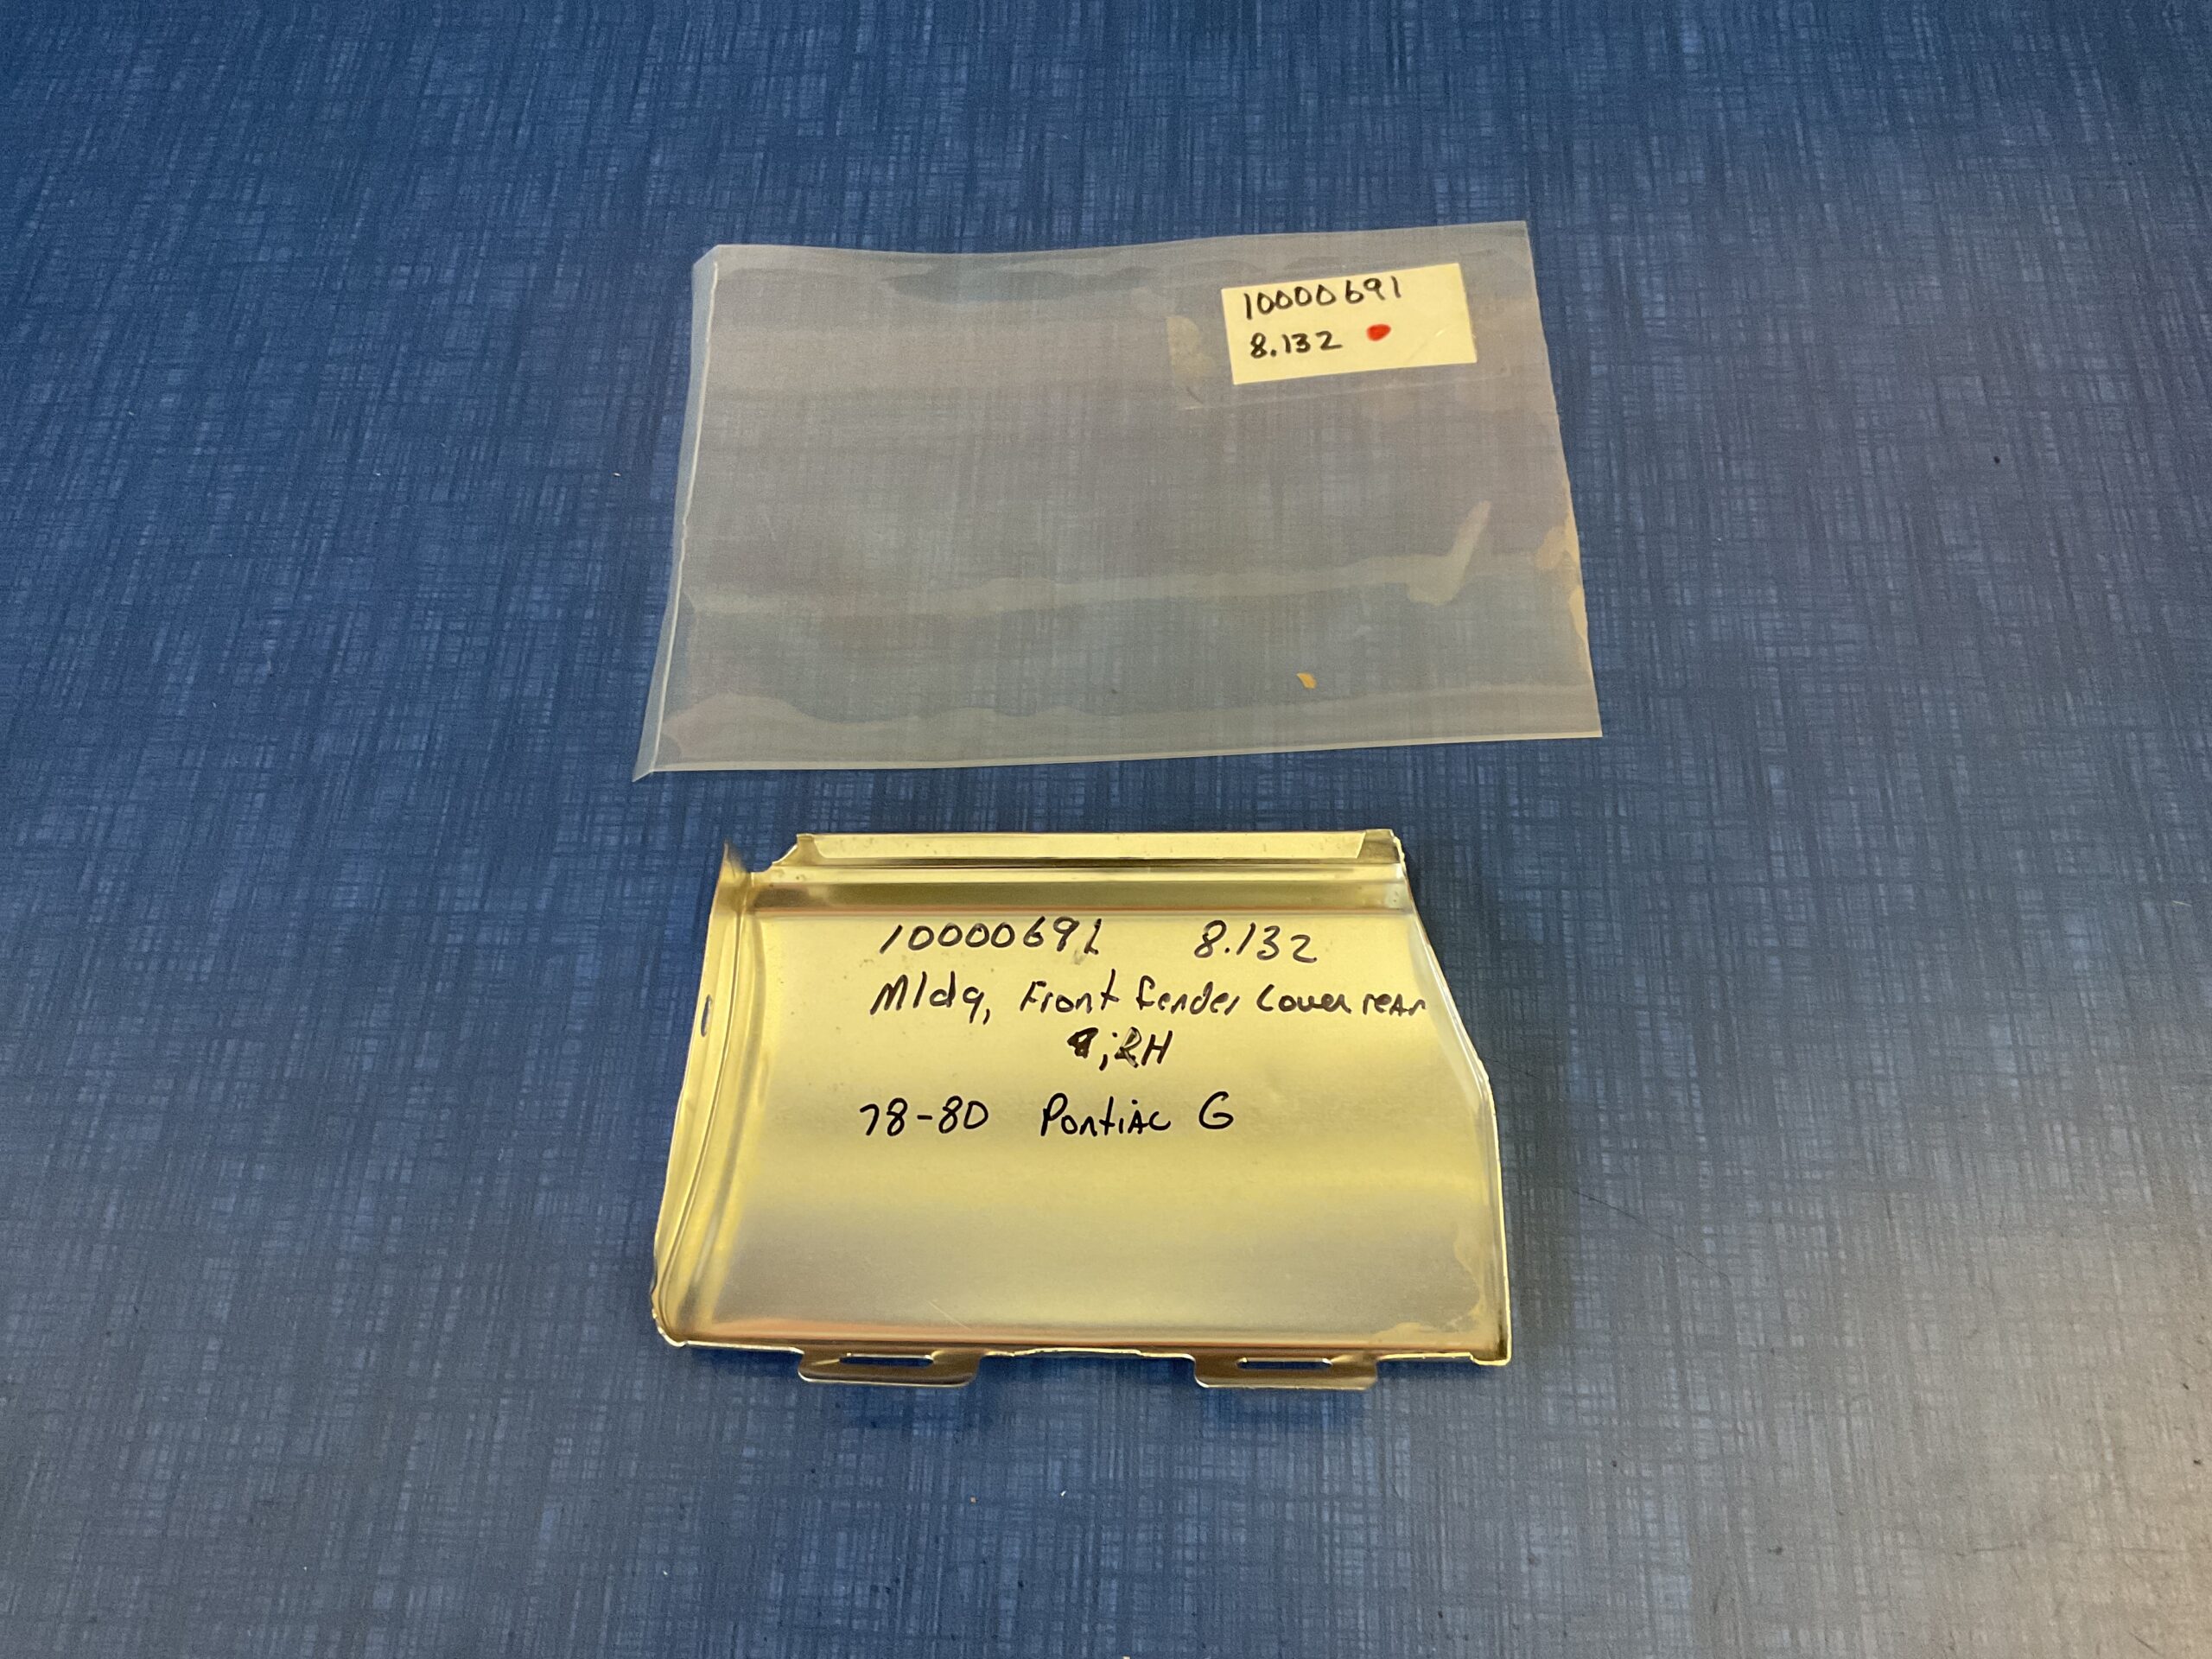 10000691
8.132
10000691 8.132
Mldg, Front fender Lower rear
; RH
78-80 Pontiac G